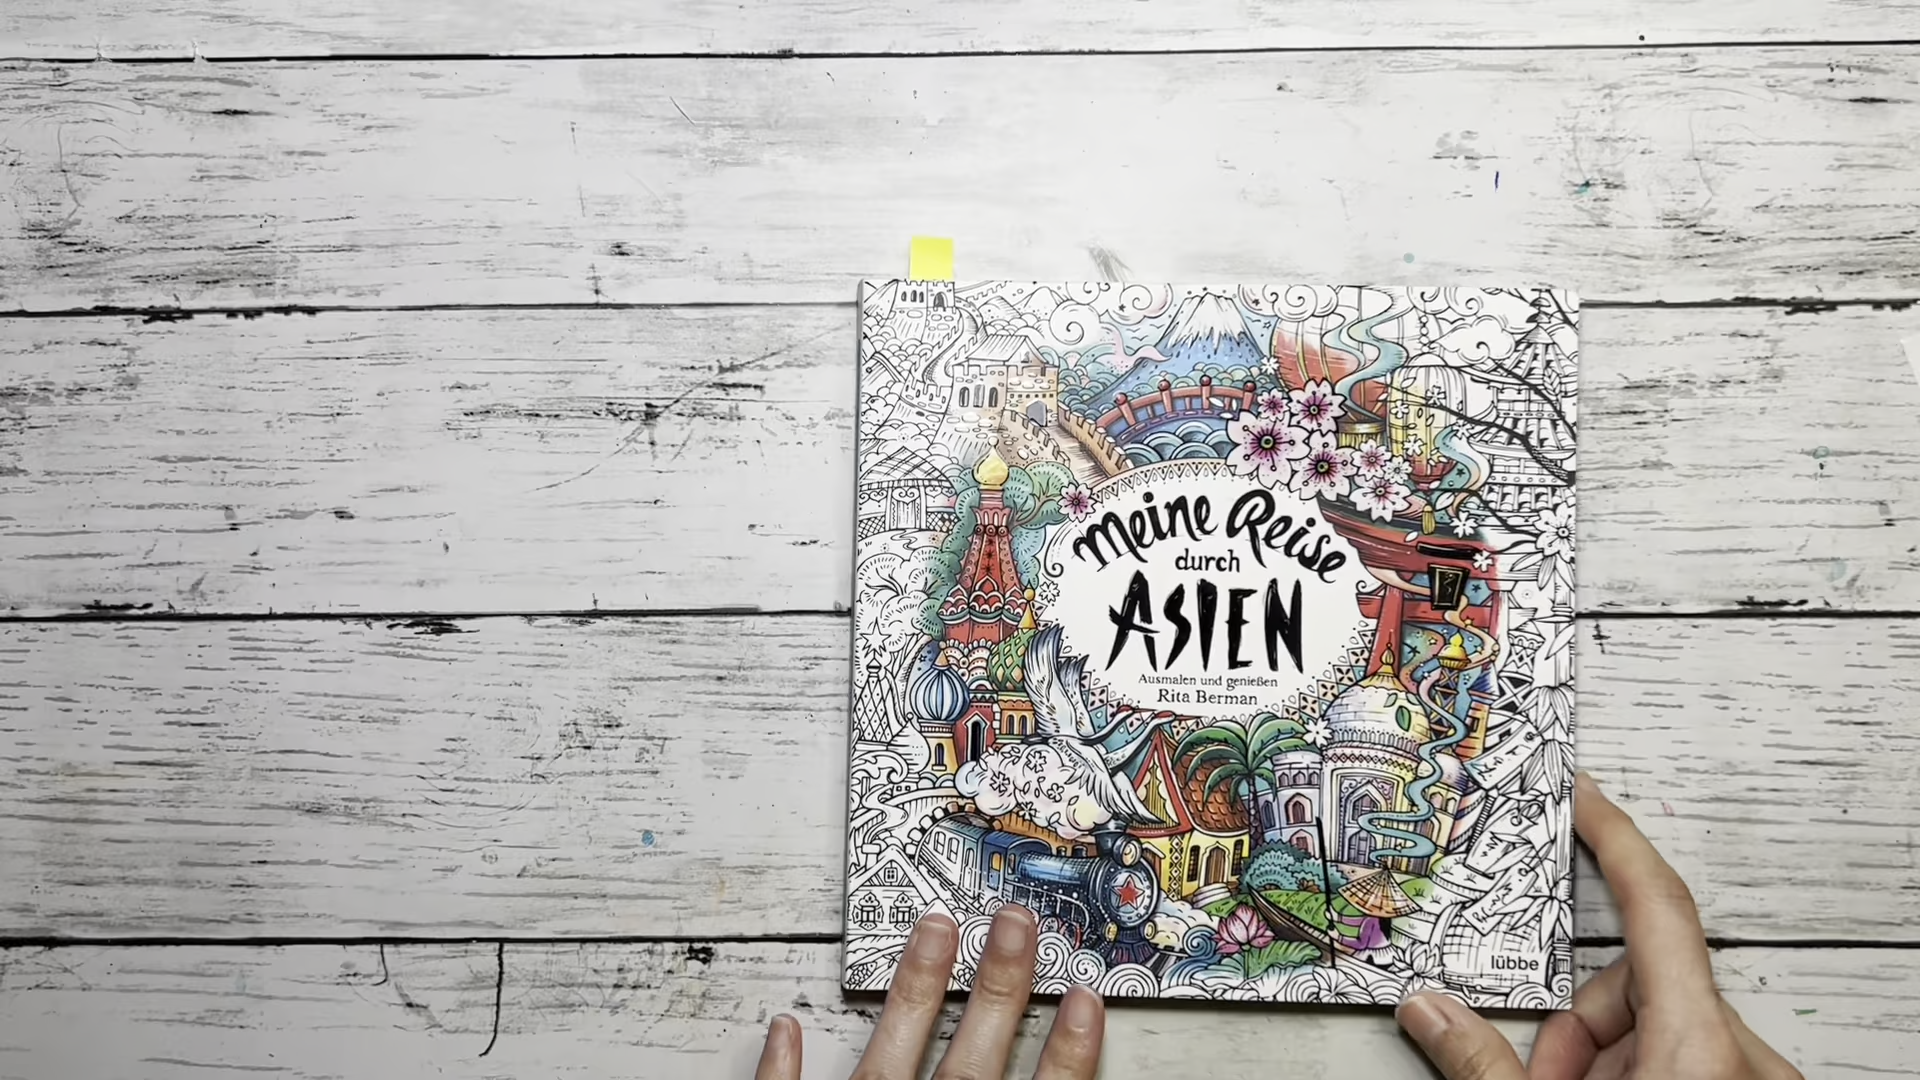 Meine Reise
durch
ASIEN
Ausmalen und genießen
Rita Berman
lübbe